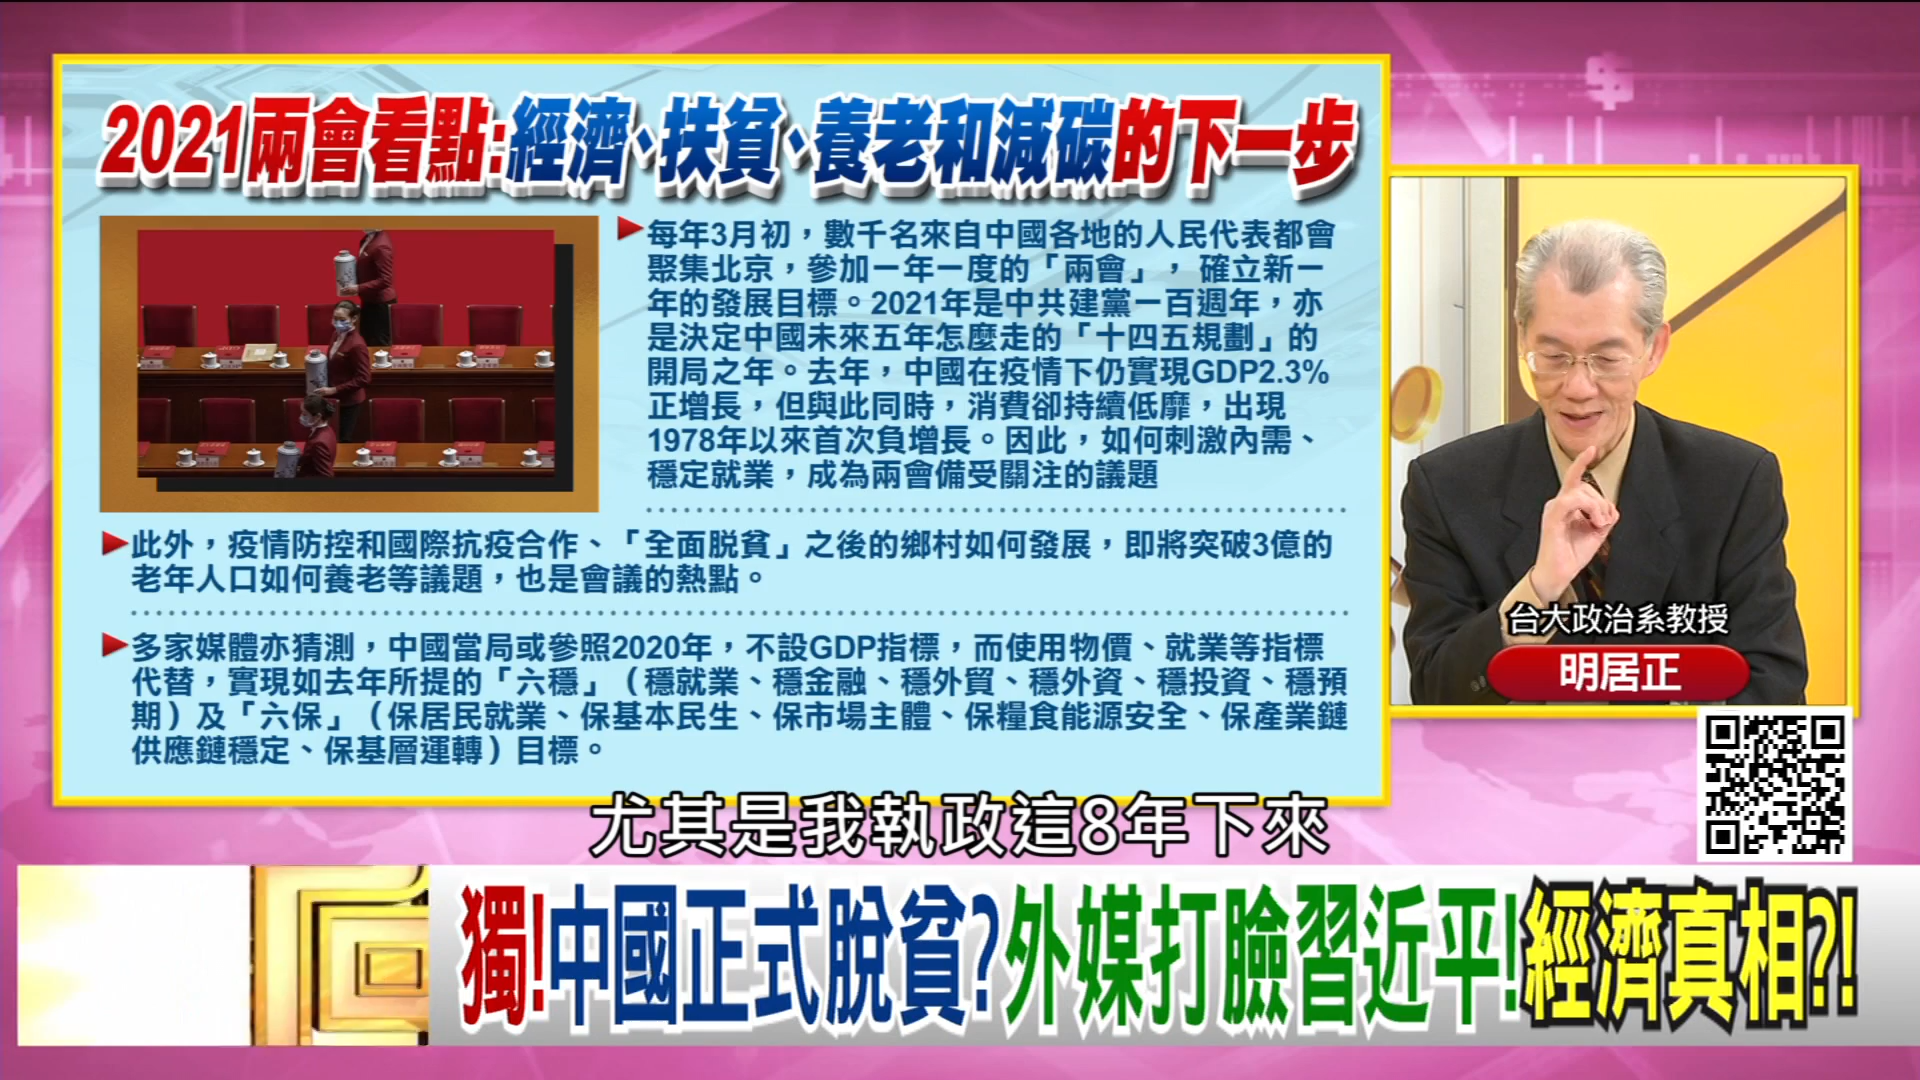 2021兩會看點:經濟、扶貧、養老和減碳的下一步
每年3月初，數千名來自中國各地的人民代表都會
聚集北京，參加一年一度的「兩會」， 確立新一
年的發展目標。2021年是中共建黨一百週年，亦
是決定中國未來五年怎麼走的「十四五規劃」的
開局之年。去年，中國在疫情下仍實現GDP2.3%
正增長，但與此同時，消費卻持續低靡，出現
1978年以來首次負增長。因此，如何刺激內需、
穩定就業，成為兩會備受關注的議題
此外，疫情防控和國際抗疫合作、「全面脱貧」之後的鄉村如何發展，即將突破3億的
老年人口如何養老等議題，也是會議的熱點。
多家媒體亦猜測，中國當局或參照2020年，不設GDP指標，而使用物價、就業等指標
代替，實現如去年所提的「六穩」（穩就業、穩金融、穩外貿、穩外資、穩投資、穩預
期）及「六保」（保居民就業、保基本民生、保市場主體、保糧食能源安全、保產業鏈
供應鏈穩定、保基層運轉）目標。
台大政治系教授
明居正
尤其是我執政這8年下來
獨!中國正式脫貧?外媒打臉習近平!經濟真相?!